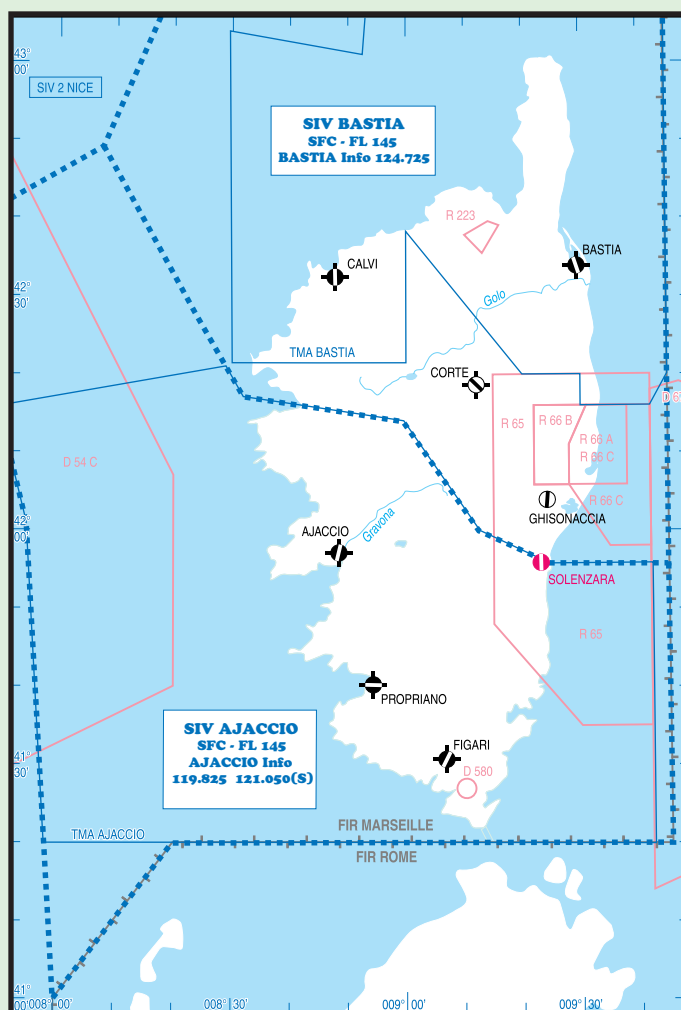 43°
00'
SIV 2 NICE
SIV BASTIA
SFC - FL 145
BASTIA Info 124.725
R 223
BASTIA
CALVI
42°
30'
Golo
TMA BASTIA
CORTE
D 67
R 65
R 66 B
R 66 A
R 66 C
D 54 C
R 66 C
GHISONACCIA
42°
00'
AJACCIO
Gravona
SOLENZARA
R 65
PROPRIANO
SIV AJACCIO
SFC - FL 145
AJACCIO Info
119.825 121.050(S)
FIGARI
41°
30'
D 580
TMA AJACCIO
FIR MARSEILLE
FIR ROME
41°
00'
008° 00'
008° 30'
009° 00'
009° 30'